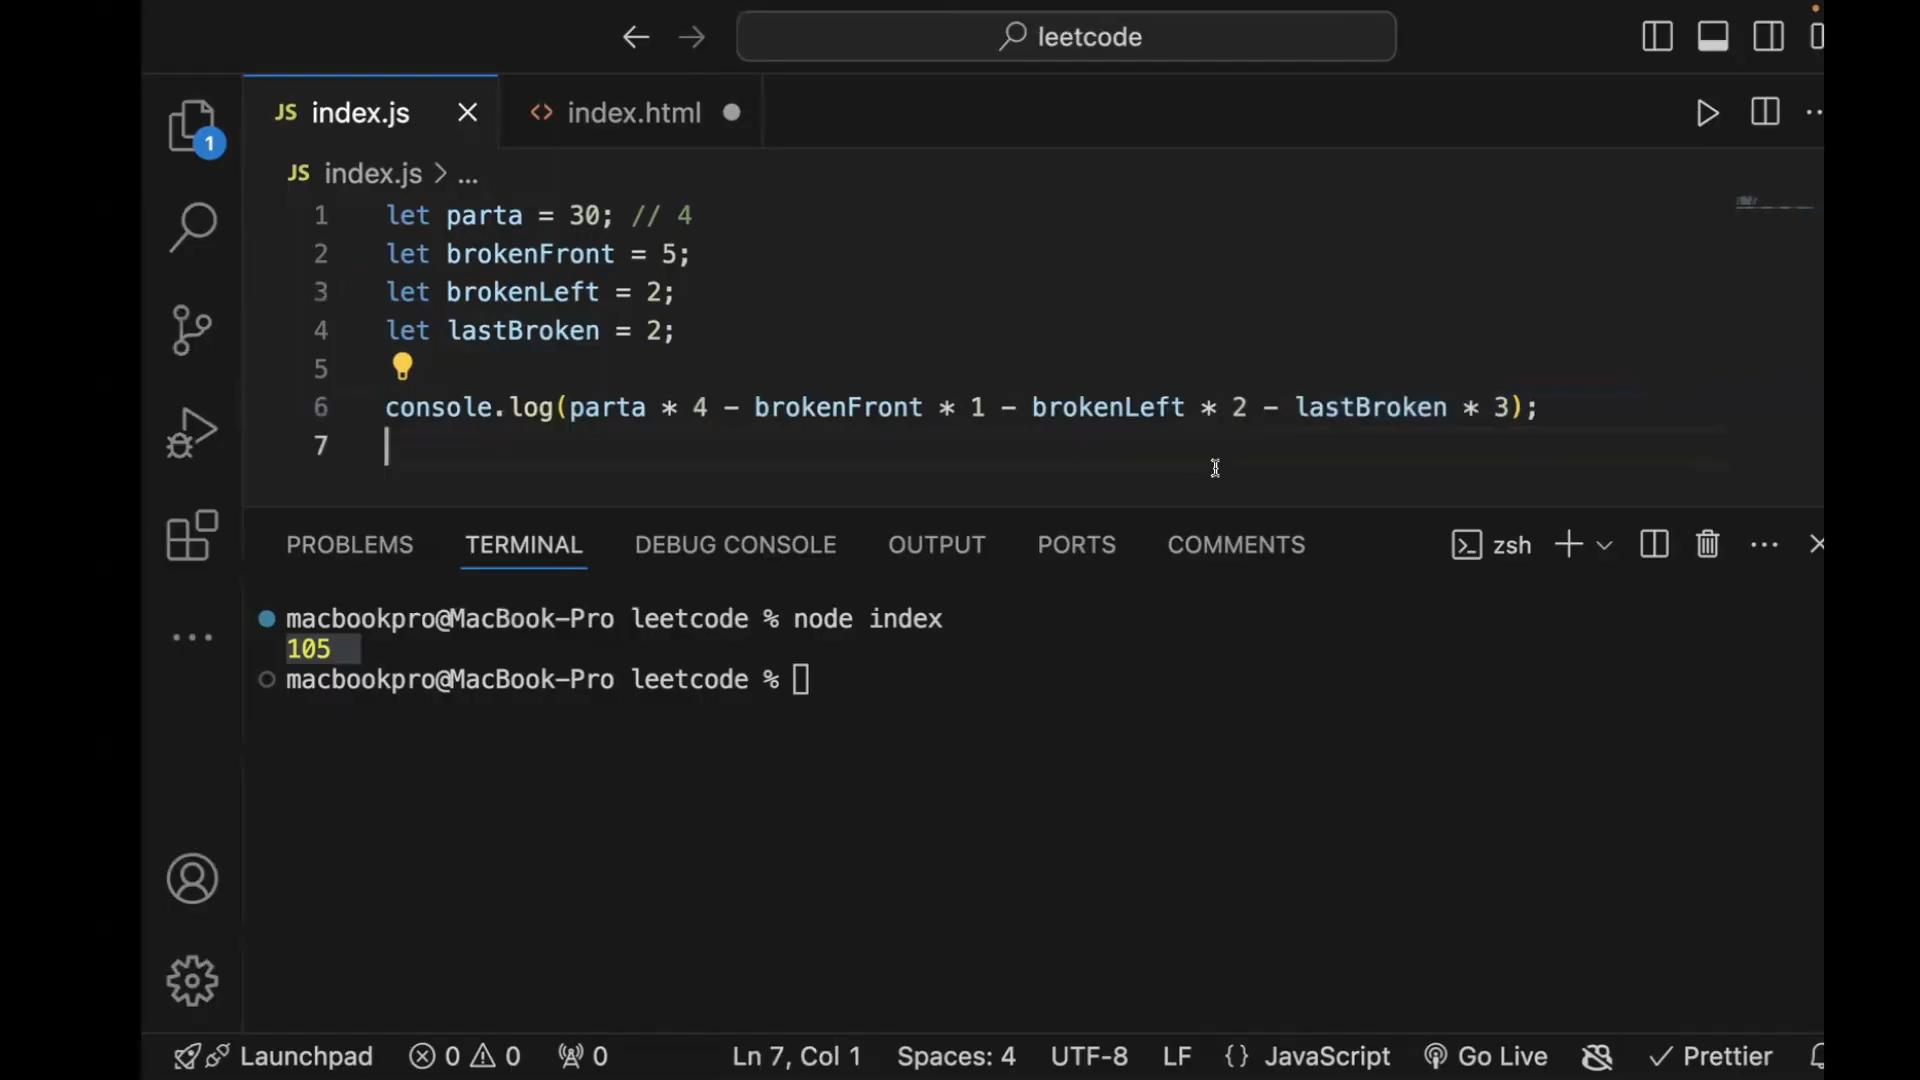 leetcode
JS index.js
index.html
1
JS index.js > ...
1 let parta = 30; // 4
2 let brokenFront = 5;
3 let brokenLeft = 2;
4 let lastBroken = 2;
5
6 console.log(parta * 4 - brokenFront * 1 - brokenLeft * 2 - lastBroken * 3);
7
PROBLEMS TERMINAL DEBUG CONSOLE OUTPUT PORTS COMMENTS zsh
macbookpro@MacBook-Pro leetcode % node index
105
macbookpro@MacBook-Pro leetcode %
Launchpad 0 0 0 Ln 7, Col 1 Spaces: 4 UTF-8 LF {} JavaScript Go Live Prettier